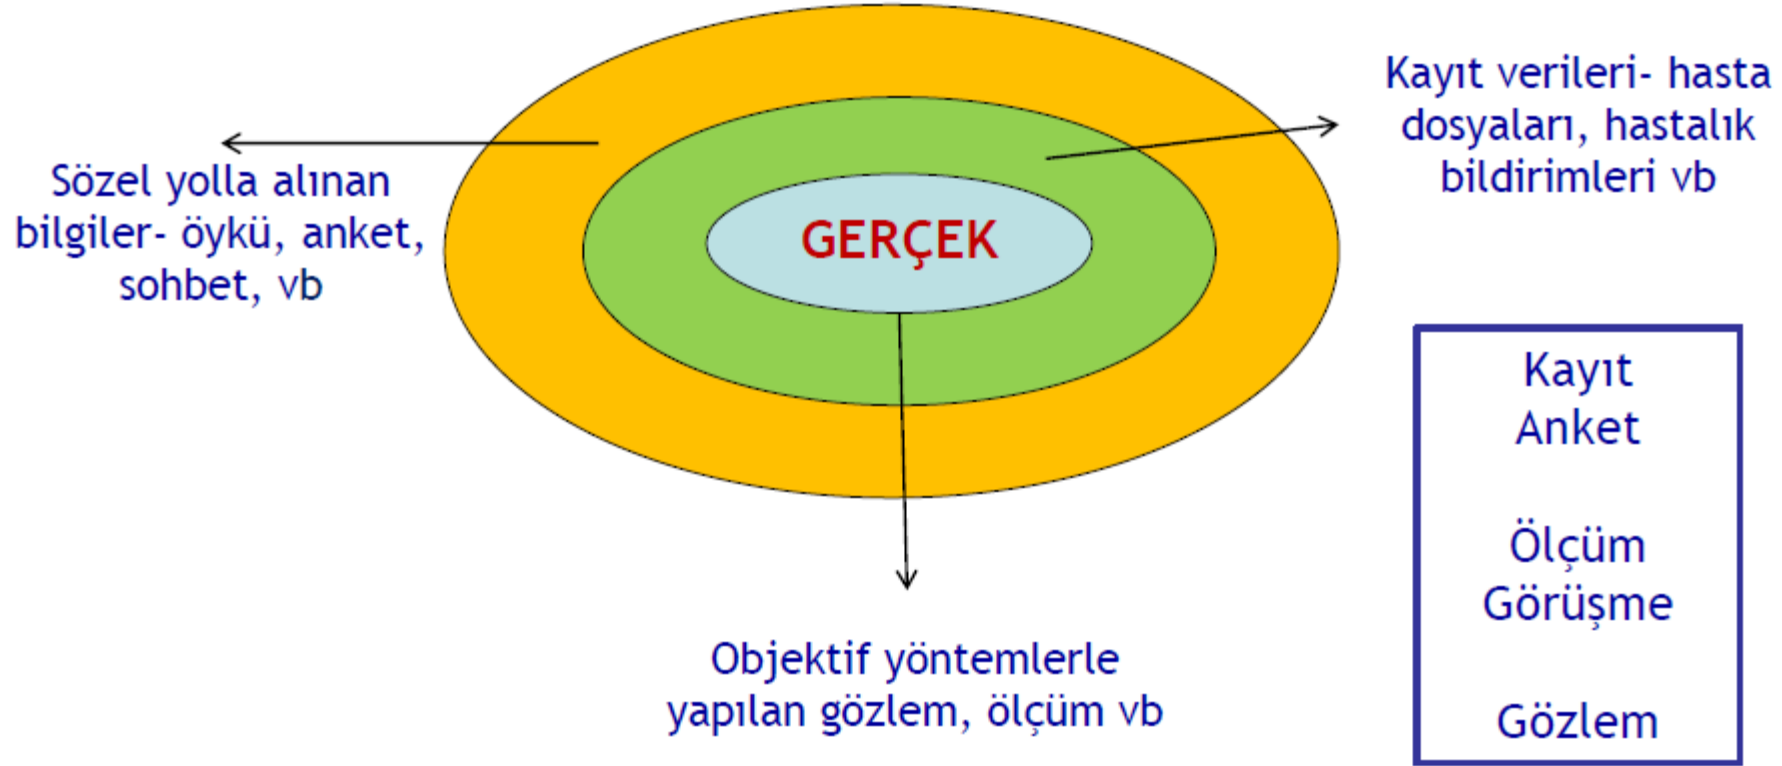 Sözel yolla alınan
bilgiler- öykü, anket,
sohbet, vb
GERÇEK
Kayıt verileri- hasta
dosyaları, hastalık
bildirimleri vb
Objektif yöntemlerle
yapılan gözlem, ölçüm vb
Kayıt
Anket
Ölçüm
Görüşme
Gözlem